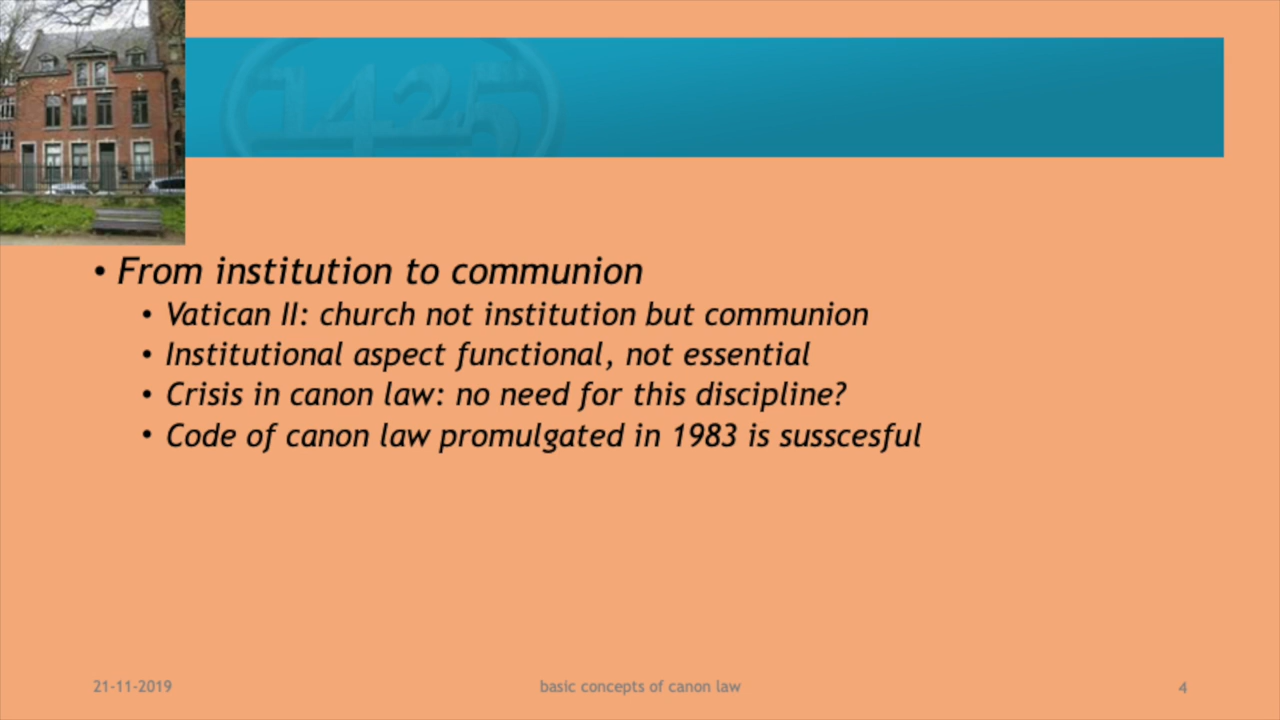 1425
• From institution to communion
• Vatican II: church not institution but communion
• Institutional aspect functional, not essential
• Crisis in canon law: no need for this discipline?
• Code of canon law promulgated in 1983 is susscesful
21-11-2019
basic concepts of canon law
4